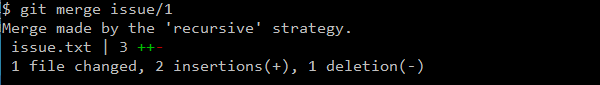 $ git merge issue/1
Merge made by the 'recursive' strategy.
 issue.txt | 3 ++-
 1 file changed, 2 insertions(+), 1 deletion(-)